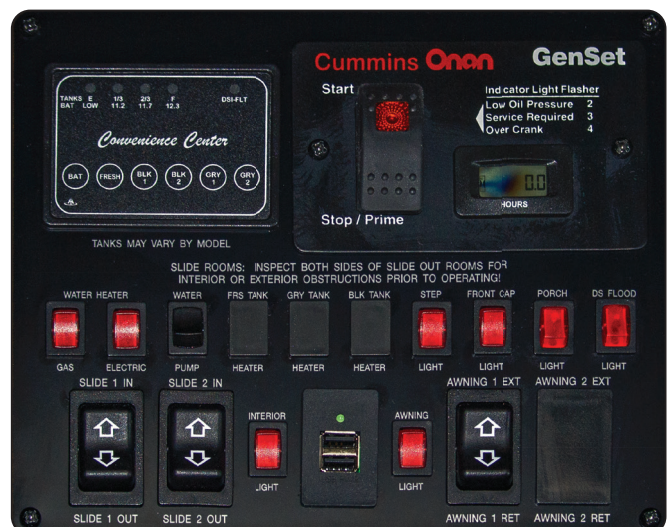 Cummins Onan GenSet
TANKS E 1/3 2/3 F DSI-FLT
BAT LOW 11.2 11.7 12.3
Convenience Center
BAT FRESH BLK 1 BLK 2 GRY 1 GRY 2
TANKS MAY VARY BY MODEL
Start
Stop / Prime
Indicator Light Flasher
Low Oil Pressure 2
Service Required 3
Over Crank 4
0.0
HOURS
SLIDE ROOMS: INSPECT BOTH SIDES OF SLIDE OUT ROOMS FOR
INTERIOR OR EXTERIOR OBSTRUCTIONS PRIOR TO OPERATING!
WATER HEATER WATER FRS TANK GRY TANK BLK TANK STEP FRONT CAP PORCH DS FLOOD
GAS ELECTRIC PUMP HEATER HEATER HEATER LIGHT LIGHT LIGHT LIGHT
SLIDE 1 IN SLIDE 2 IN AWNING 1 EXT AWNING 2 EXT
INTERIOR AWNING
LIGHT LIGHT
SLIDE 1 OUT SLIDE 2 OUT AWNING 1 RET AWNING 2 RET